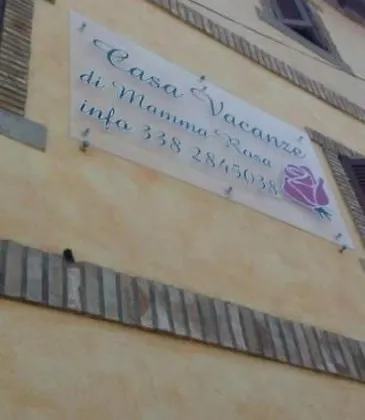 Casa Vacanze
di Mamma Rosa
info 338 2845038